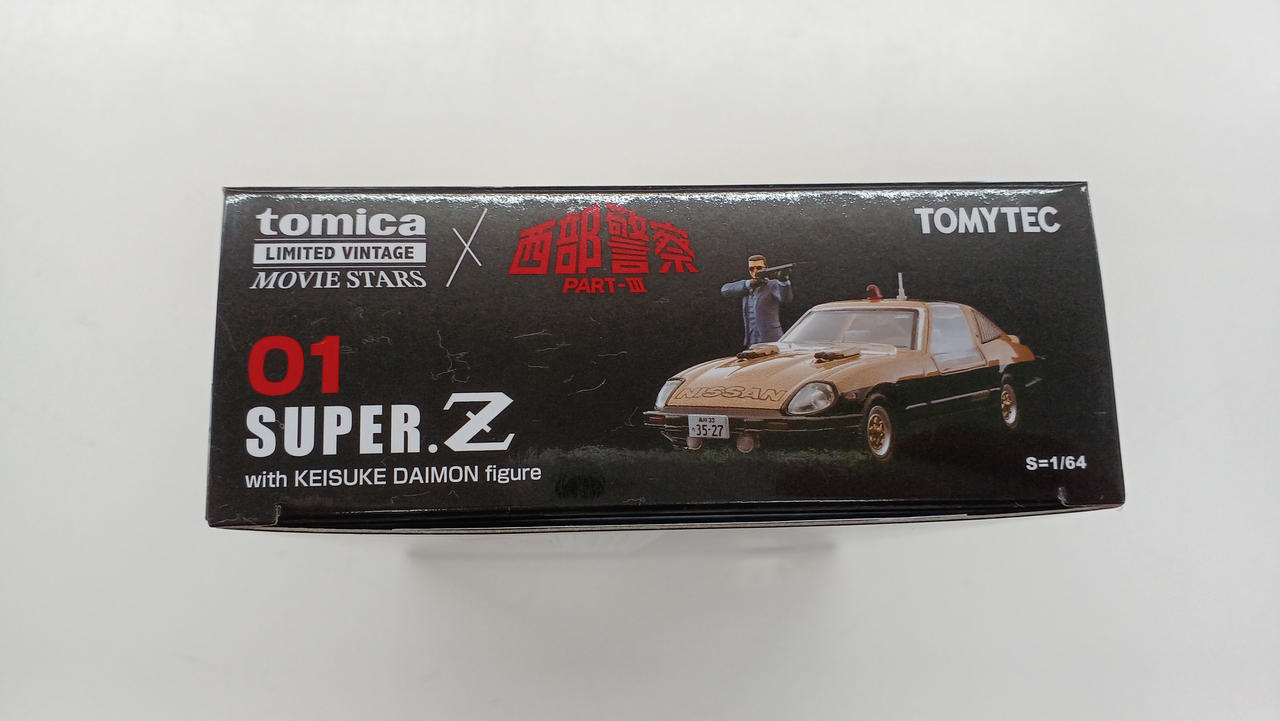 tomica
LIMITED VINTAGE
MOVIE STARS
X
西部警察
PART-III
TOMYTEC
01
SUPER.Z
with KEISUKE DAIMON figure
NISSAN
35-27
S=1/64